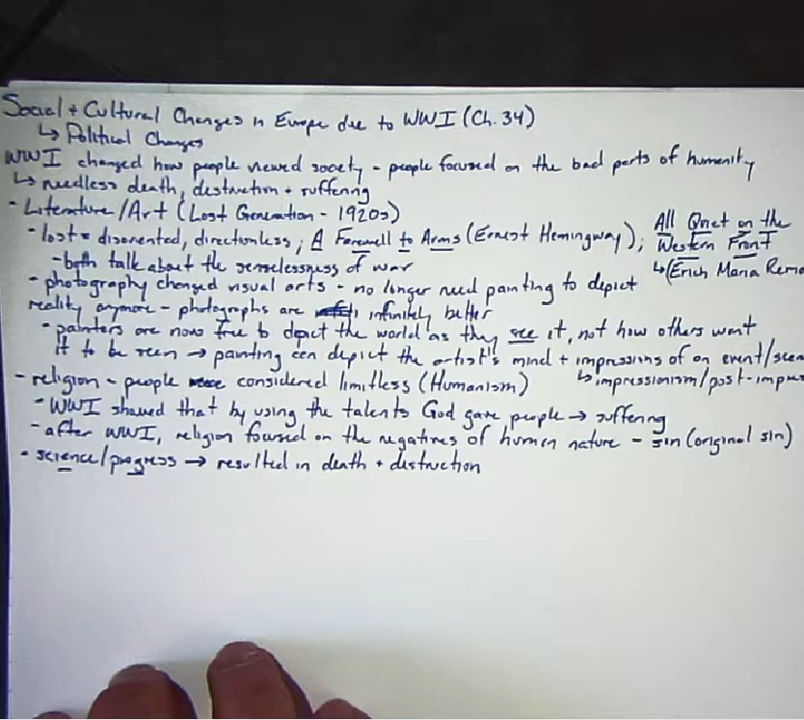 Social + Cultural Changes in Europe due to WWI (Ch. 34)
↳ Political Changes
WWI changed how people viewed society - people focused on the bad parts of humanity
↳ needless death, destruction + suffering
- Literature/Art (Lost Generation - 1920s)
- lost = disoriented, directionless; A Farewell to Arms (Ernest Hemingway); All Quiet on the
Western Front
↳ (Erich Maria Rema
- both talk about the senselessness of war
- photography changed visual arts - no longer need painting to depict
reality anymore - photographs are infinitely better
- painters are now free to depict the world as they see it, not how others want
it to be seen → painting can depict the artist's mind + impressions of an event/scen
↳ impressionism/post-impre
- religion - people were considered limitless (Humanism)
- WWI showed that by using the talents God gave people → suffering
- after WWI, religion focused on the negatives of human nature - sin (original sin)
- science/progress → resulted in death + destruction